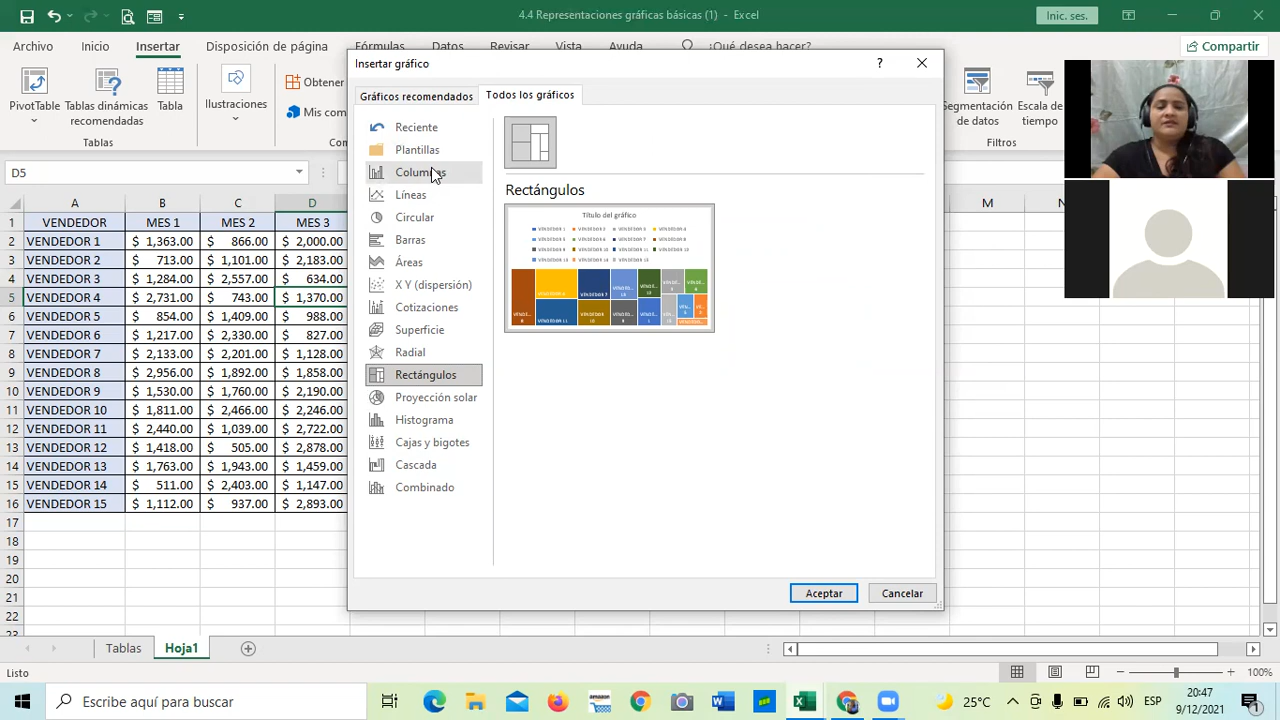 4.4 Representaciones gráficas básicas (1) - Excel
Inic. ses.
Archivo Inicio Insertar Disposición de página Fórmulas Datos Revisar Vista Ayuda ¿Qué desea hacer? Compartir
PivotTable
Tablas dinámicas recomendadas
Tabla
Ilustraciones
Obtener
Mis com
Segmentación de datos
Escala de tiempo
Tablas
Filtros
Insertar gráfico
?
Gráficos recomendados Todos los gráficos
Reciente
Plantillas
Columnas
Líneas
Circular
Barras
Áreas
X Y (dispersión)
Cotizaciones
Superficie
Radial
Rectángulos
Proyección solar
Histograma
Cajas y bigotes
Cascada
Combinado
Rectángulos
Título del gráfico
Aceptar Cancelar
D5
A B C D M N
1 VENDEDOR MES 1 MES 2 MES 3
2 VENDEDOR 1 $ 1,363.00 $ 866.00 $ 2,000.00
3 VENDEDOR 2 $ 713.00 $ 1,101.00 $ 2,183.00
4 VENDEDOR 3 $ 1,284.00 $ 537.00 $ 634.00
5 VENDEDOR 4 $ 2,731.00 $ 743.00
6 VENDEDOR 5 $ 854.00 $ 1,409.00 $ 988.00
7 VENDEDOR 6 $ 1,217.00 $ 2,330.00 $ 827.00
8 VENDEDOR 7 $ 2,133.00 $ 2,201.00 $ 1,128.00
9 VENDEDOR 8 $ 2,956.00 $ 1,892.00 $ 1,858.00
10 VENDEDOR 9 $ 1,530.00 $ 1,760.00 $ 2,190.00
11 VENDEDOR 10 $ 1,811.00 $ 2,466.00 $ 2,246.00
12 VENDEDOR 11 $ 2,440.00 $ 1,039.00 $ 2,722.00
13 VENDEDOR 12 $ 1,418.00 $ 505.00 $ 2,878.00
14 VENDEDOR 13 $ 1,763.00 $ 1,943.00 $ 1,459.00
15 VENDEDOR 14 $ 511.00 $ 2,403.00 $ 1,147.00
16 VENDEDOR 15 $ 1,112.00 $ 937.00 $ 2,893.00
17
18
19
20
21
22
23
Tablas Hoja1
Listo
100%
Escribe aquí para buscar
25°C
ESP
20:47
9/12/2021